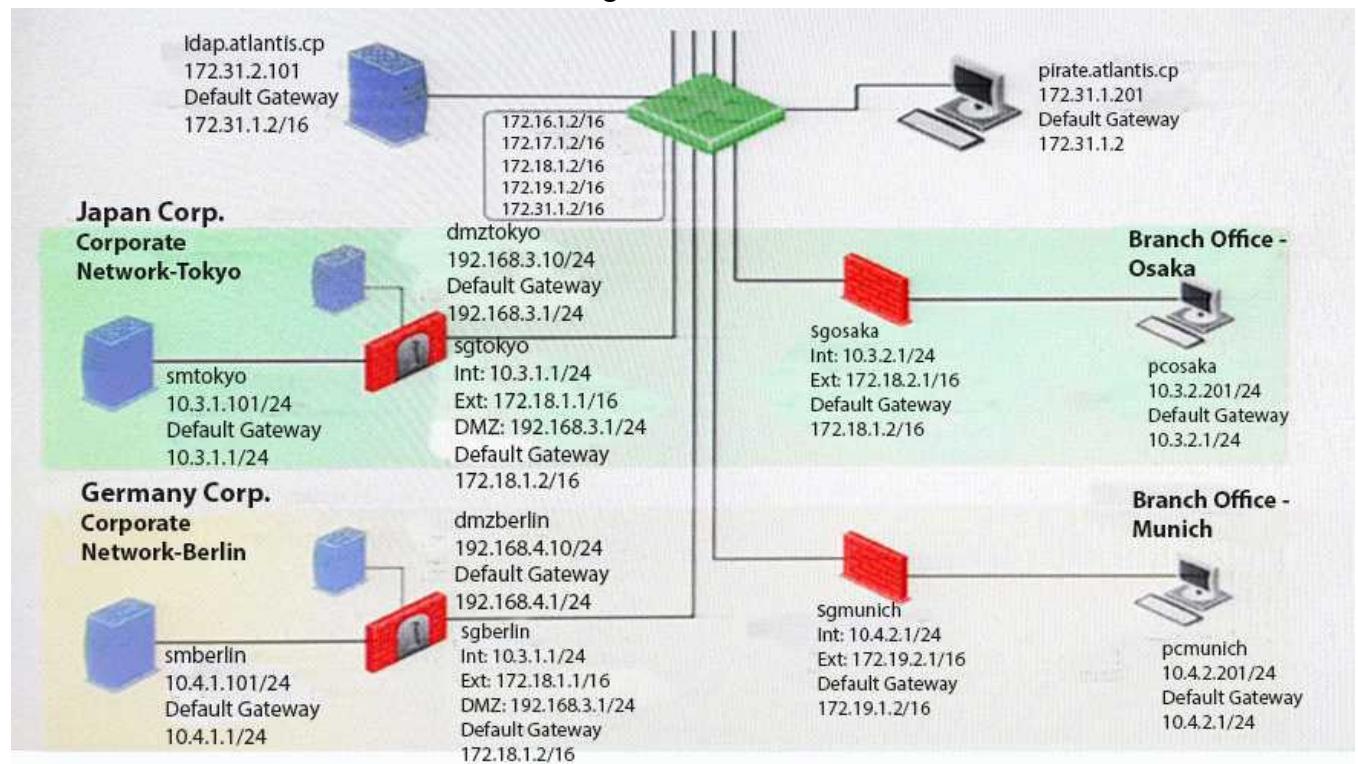 ldap.atlantis.cp
172.31.2.101
Default Gateway
172.31.1.2/16
172.16.1.2/16
172.17.1.2/16
172.18.1.2/16
172.19.1.2/16
172.31.1.2/16
pirate.atlantis.cp
172.31.1.201
Default Gateway
172.31.1.2
Japan Corp.
Corporate
Network-Tokyo
dmztokyo
192.168.3.10/24
Default Gateway
192.168.3.1/24
smtokyo
10.3.1.101/24
Default Gateway
10.3.1.1/24
sgtokyo
Int: 10.3.1.1/24
Ext: 172.18.1.1/16
DMZ: 192.168.3.1/24
Default Gateway
172.18.1.2/16
Branch Office -
Osaka
sgosaka
Int: 10.3.2.1/24
Ext: 172.18.2.1/16
Default Gateway
172.18.1.2/16
pcosaka
10.3.2.201/24
Default Gateway
10.3.2.1/24
Germany Corp.
Corporate
Network-Berlin
dmzberlin
192.168.4.10/24
Default Gateway
192.168.4.1/24
smberlin
10.4.1.101/24
Default Gateway
10.4.1.1/24
sgberlin
Int: 10.3.1.1/24
Ext: 172.18.1.1/16
DMZ: 192.168.3.1/24
Default Gateway
172.18.1.2/16
Branch Office -
Munich
Sgmunich
Int: 10.4.2.1/24
Ext: 172.19.2.1/16
Default Gateway
172.19.1.2/16
pcmunich
10.4.2.201/24
Default Gateway
10.4.2.1/24